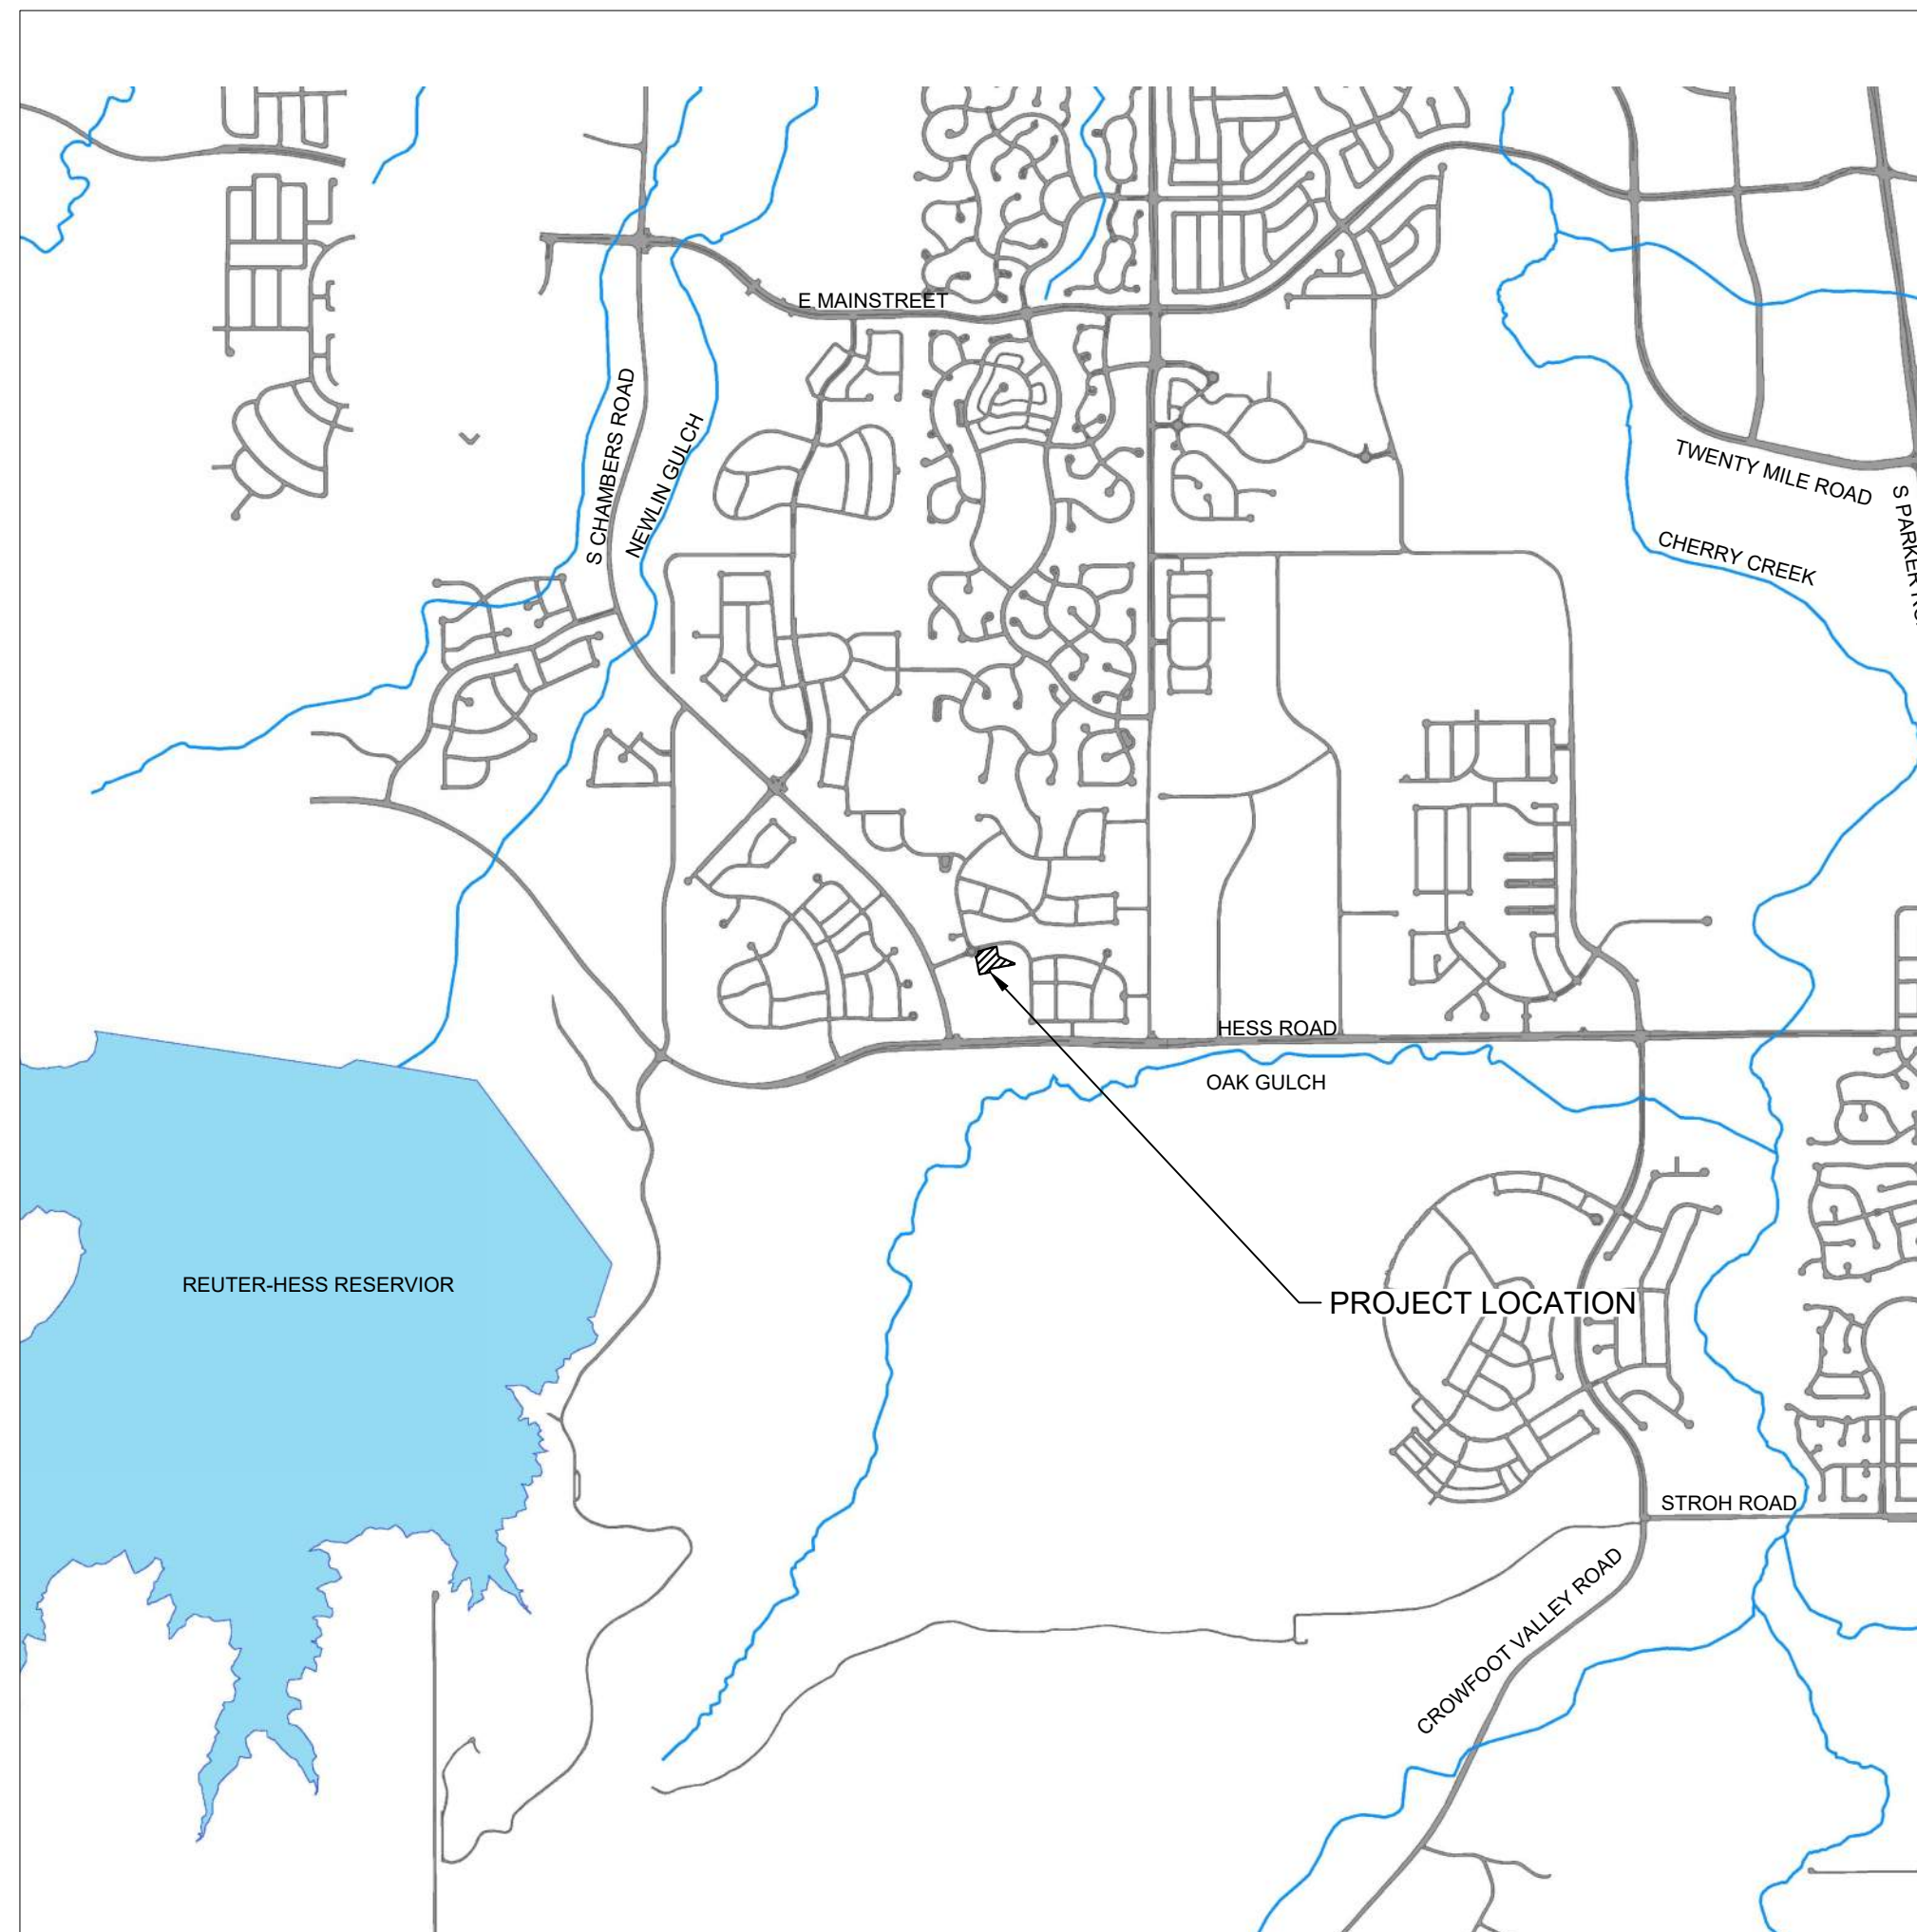 E MAINSTREET
S CHAMBERS ROAD
NEWLIN GULCH
TWENTY MILE ROAD
S PARKER
CHERRY CREEK
HESS ROAD
OAK GULCH
REUTER-HESS RESERVIOR
PROJECT LOCATION
STROH ROAD
CROWFOOT VALLEY ROAD